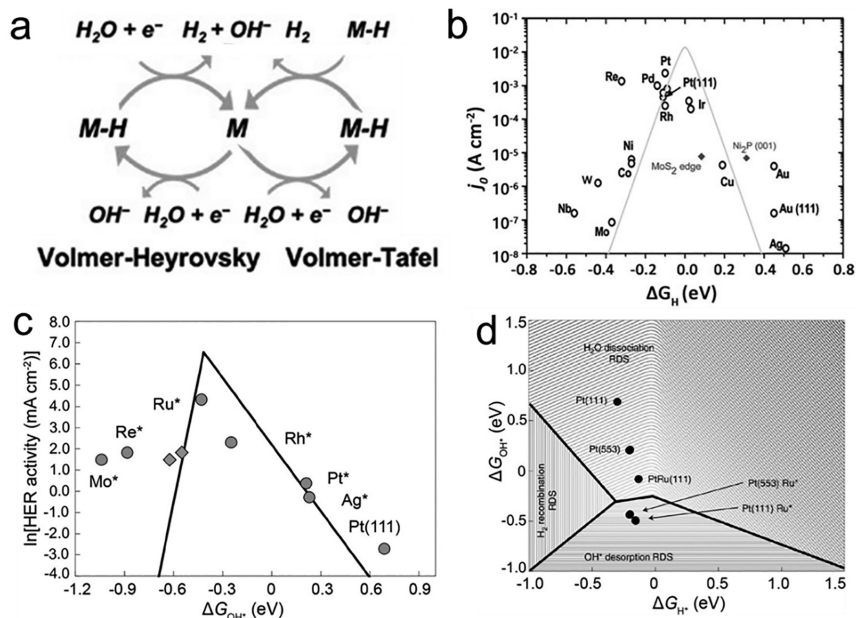 a
H₂O + e⁻ H₂ + OH⁻ H₂ M-H
M-H M M-H
OH⁻ H₂O + e⁻ H₂O + e⁻ OH⁻
Volmer-Heyrovsky Volmer-Tafel
b
10⁻¹
10⁻²
10⁻³
10⁻⁴
10⁻⁵
10⁻⁶
10⁻⁷
10⁻⁸
j₀ (A cm⁻²)
Pt
Re
Pd
Pt(111)
Rh
Ir
Ni
Co
W
Nb
Mo
MoS₂ edge
Ni₂P (001)
Cu
Au
Au (111)
Ag
-0.8 -0.6 -0.4 -0.2 0.0 0.2 0.4 0.6 0.8
ΔG_H (eV)
c
8.0
7.0
6.0
5.0
4.0
3.0
2.0
1.0
0.0
-1.0
-2.0
-3.0
-4.0
ln[HER activity (mA cm⁻²)]
Ru*
Re*
Mo*
Rh*
Pt*
Ag*
Pt(111)
-1.2 -0.9 -0.6 -0.3 0.0 0.3 0.6 0.9
ΔG_OH* (eV)
d
1.5
1.0
0.5
0
-0.5
-1.0
ΔG_OH* (eV)
H₂O dissociation
RDS
Pt(111)
Pt(553)
PtRu(111)
Pt(553) Ru*
Pt(111) Ru*
H₂ recombination
RDS
OH* desorption RDS
-1.0 -0.5 0 0.5 1.0 1.5
ΔG_H* (eV)